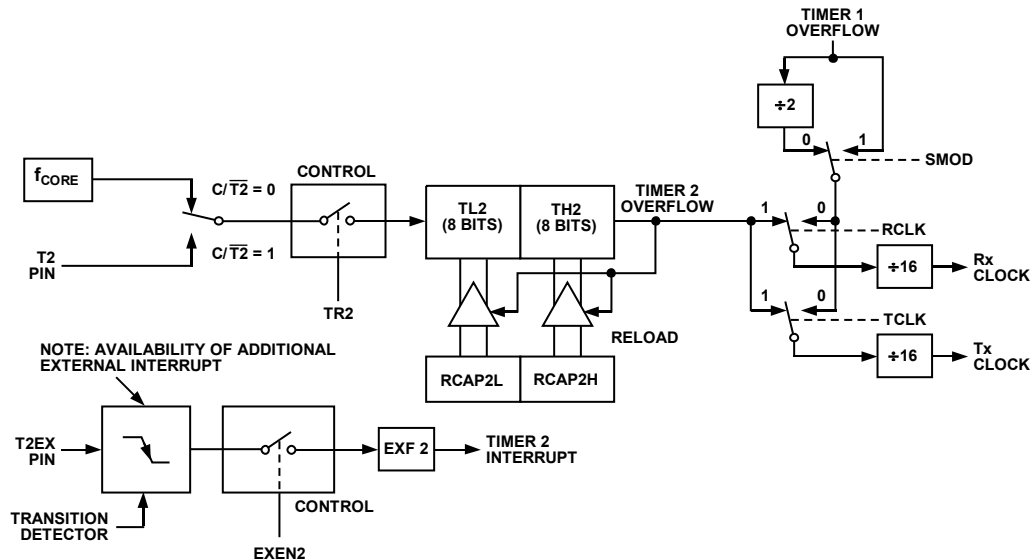 TIMER 1
OVERFLOW
÷2
0
1
SMOD
fCORE
C/T2 = 0
CONTROL
TL2
(8 BITS)
TH2
(8 BITS)
TIMER 2
OVERFLOW
1
0
RCLK
T2
PIN
C/T2 = 1
÷16
Rx
CLOCK
TR2
1
0
TCLK
RELOAD
÷16
Tx
CLOCK
NOTE: AVAILABILITY OF ADDITIONAL
EXTERNAL INTERRUPT
RCAP2L
RCAP2H
T2EX
PIN
EXF 2
TIMER 2
INTERRUPT
CONTROL
TRANSITION
DETECTOR
EXEN2